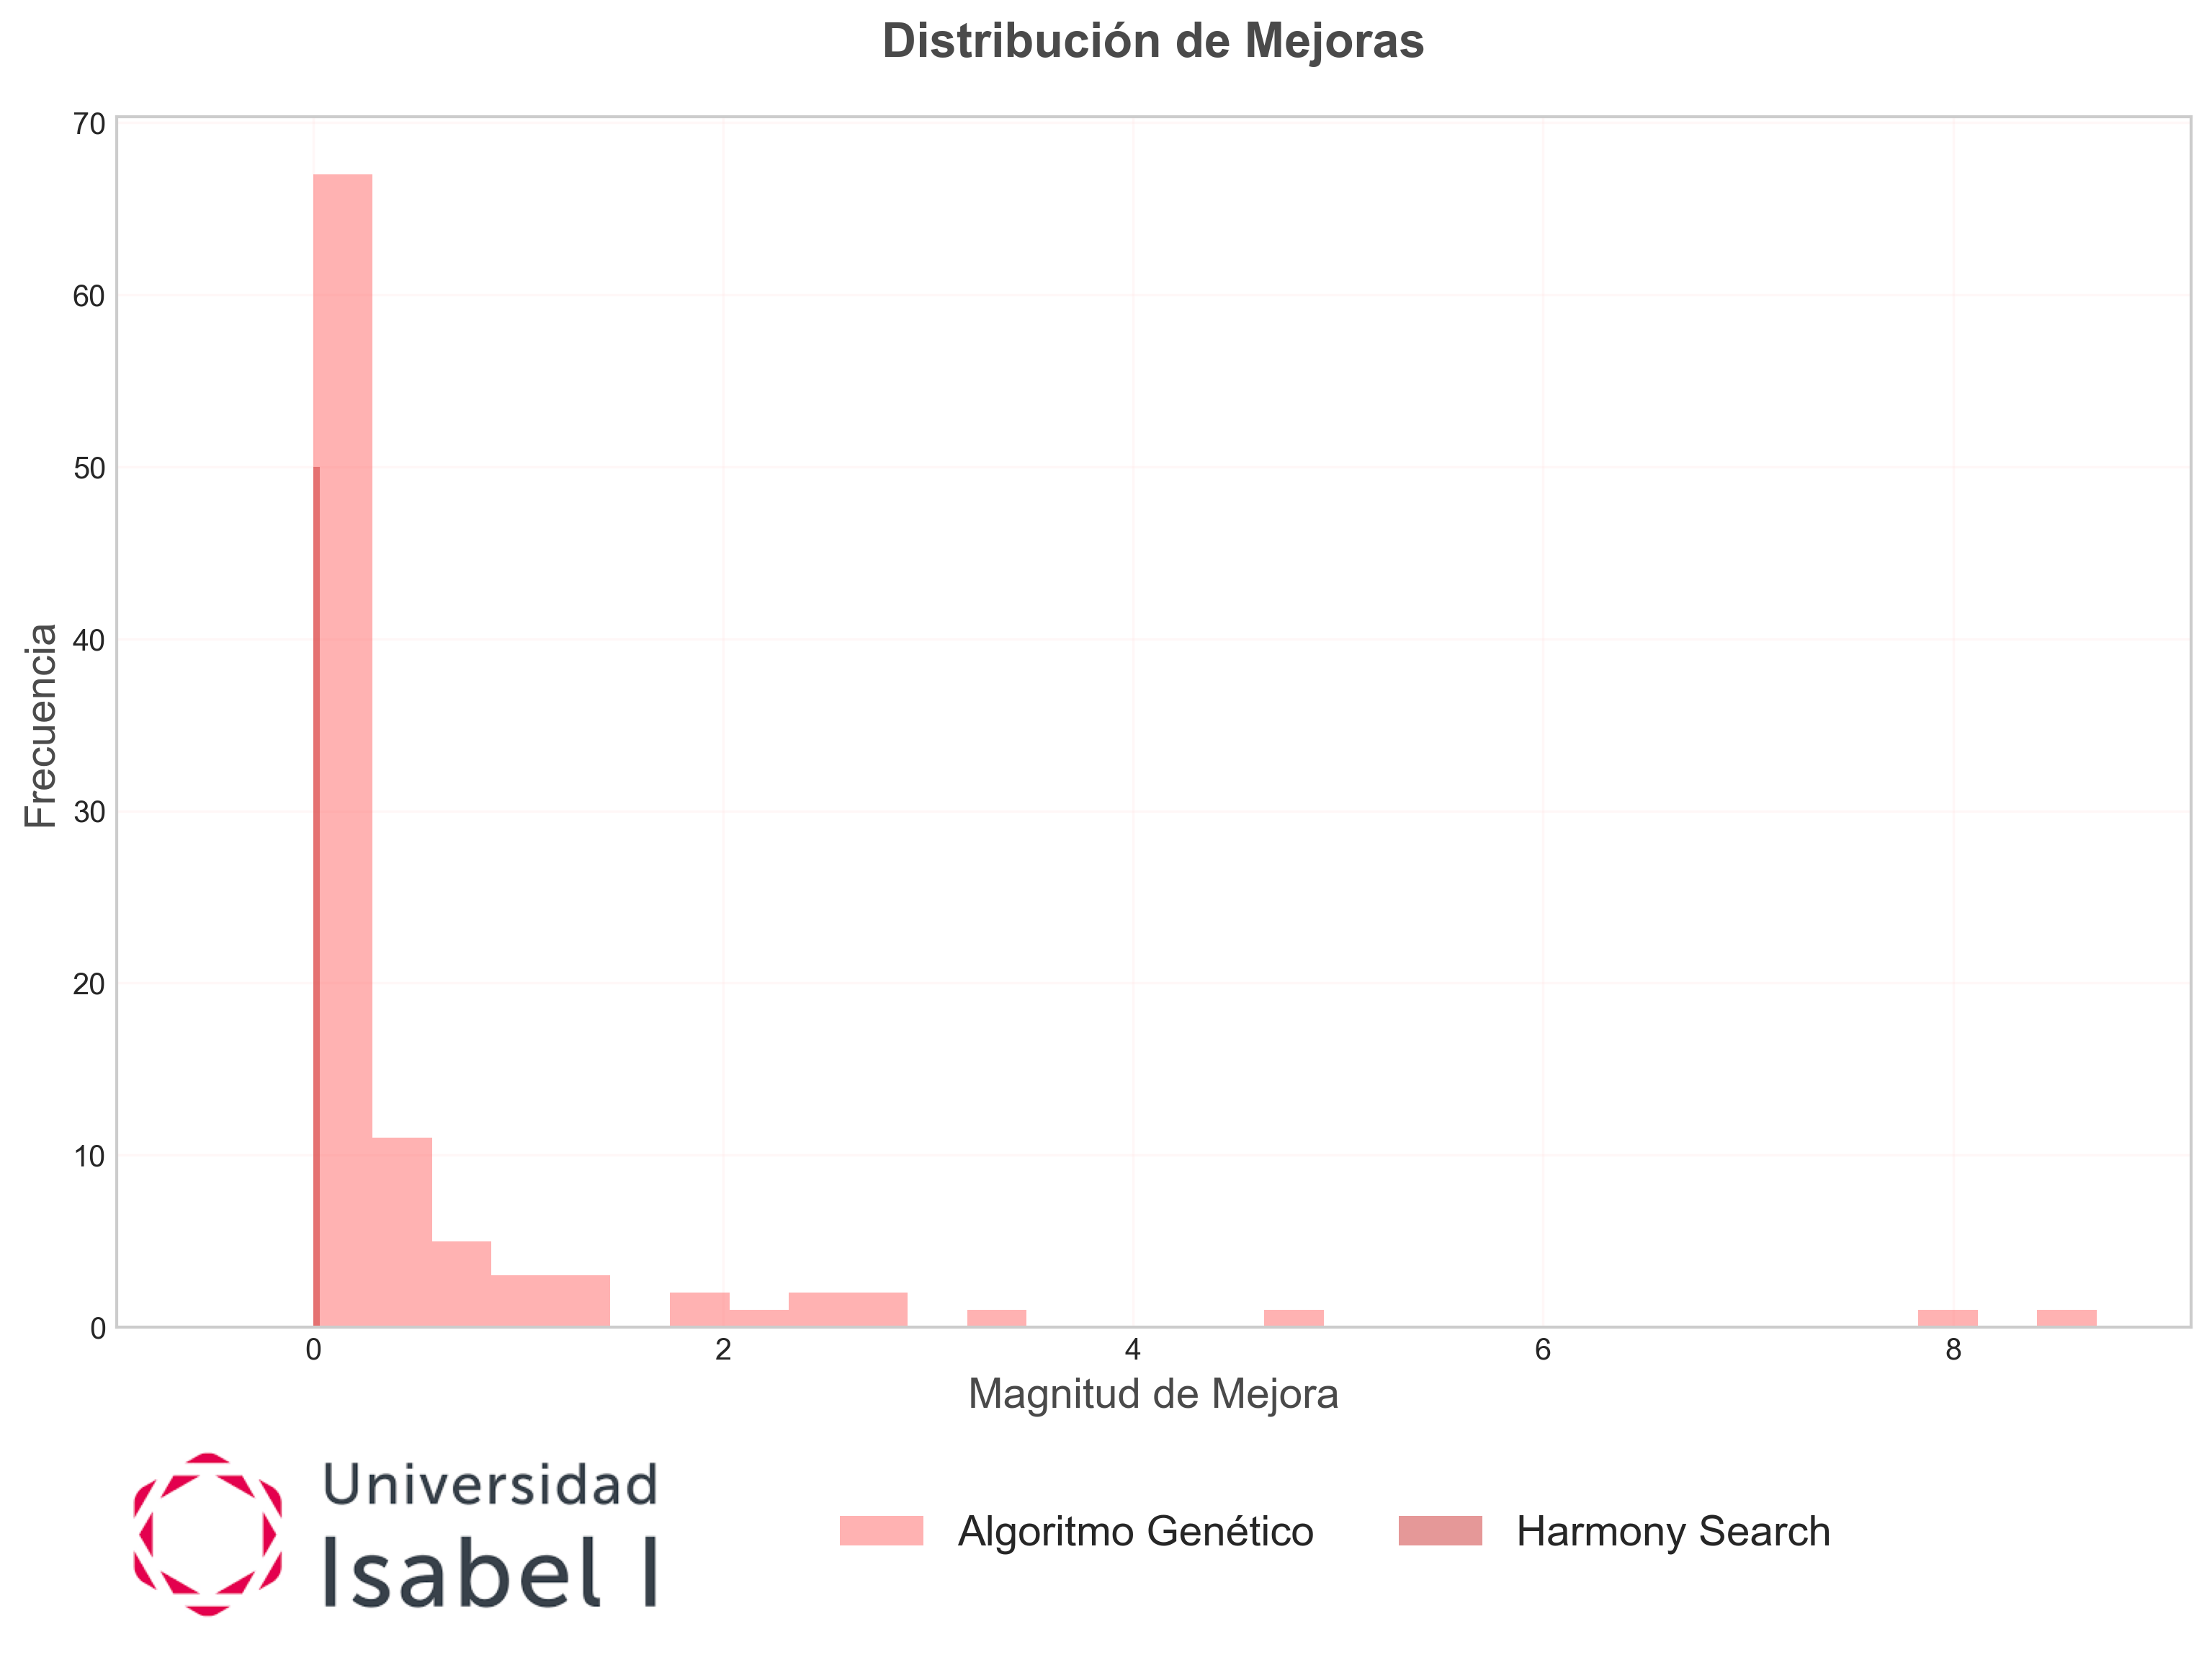 Distribución de Mejoras
70
60
50
40
30
20
10
0
Frecuencia
0 2 4 6 8
Magnitud de Mejora
Universidad
Isabel I
Algoritmo Genético Harmony Search